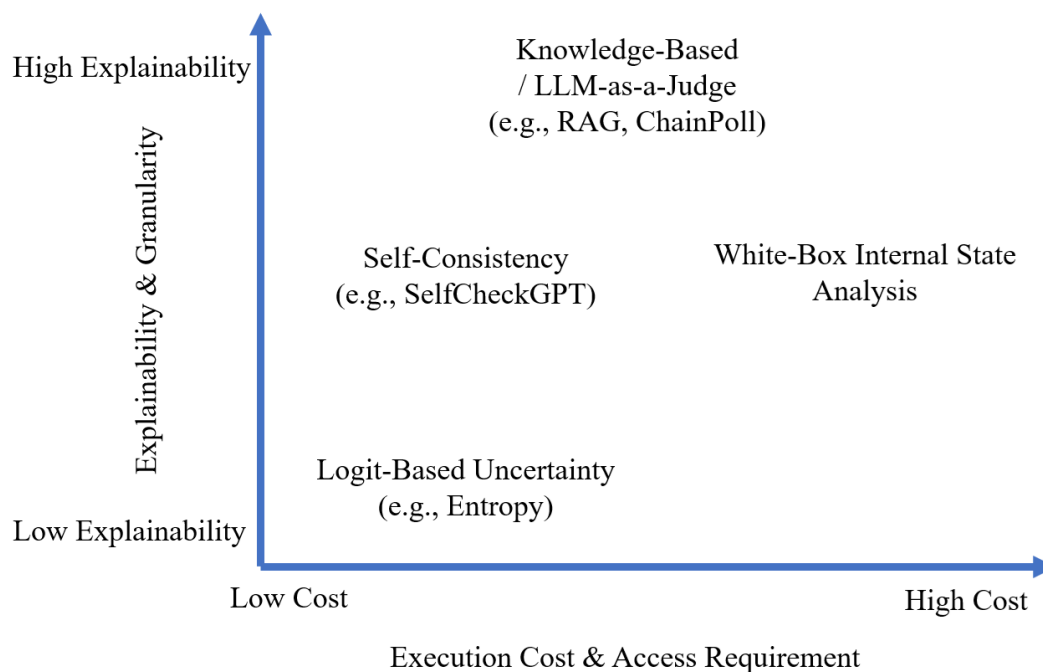 Knowledge-Based
/ LLM-as-a-Judge
(e.g., RAG, ChainPoll)
High Explainability
Explainability & Granularity
Self-Consistency
(e.g., SelfCheckGPT)
White-Box Internal State
Analysis
Logit-Based Uncertainty
(e.g., Entropy)
Low Explainability
Low Cost
High Cost
Execution Cost & Access Requirement